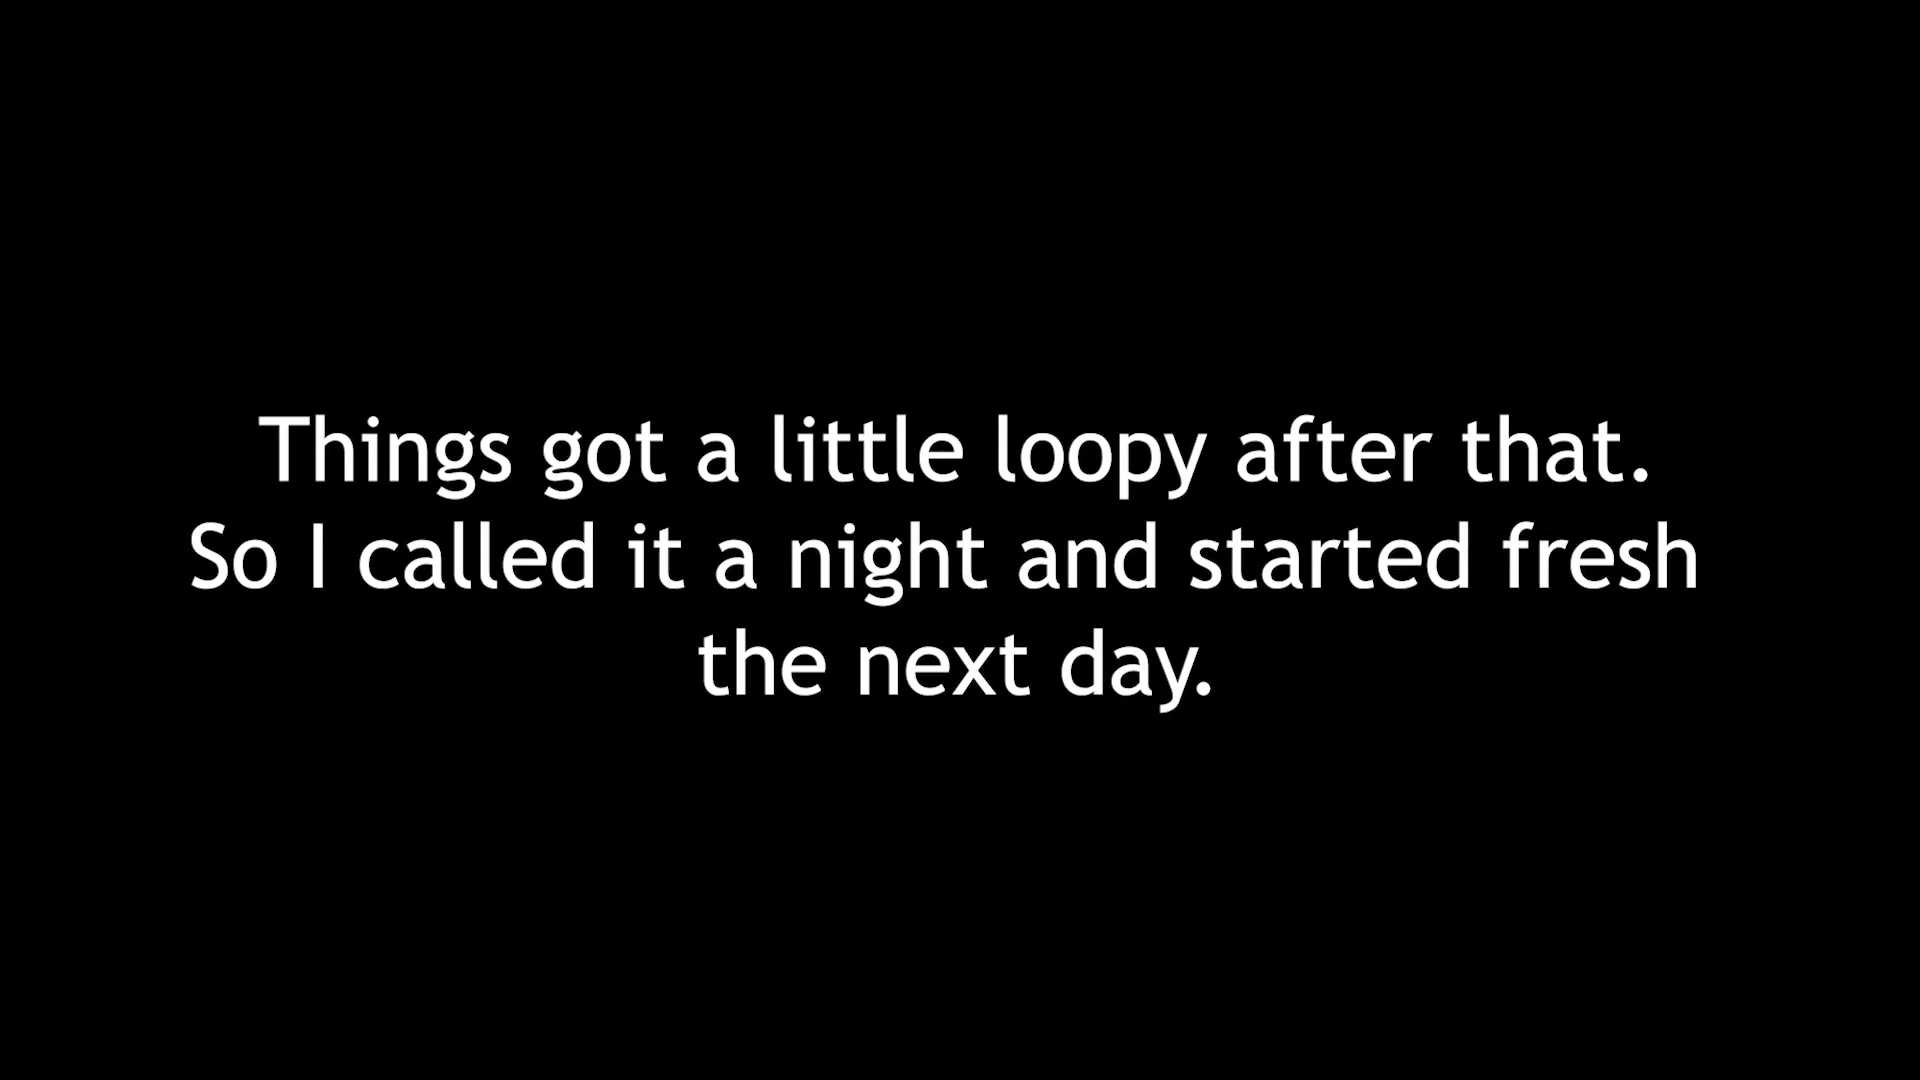 Things got a little loopy after that.
So I called it a night and started fresh
the next day.